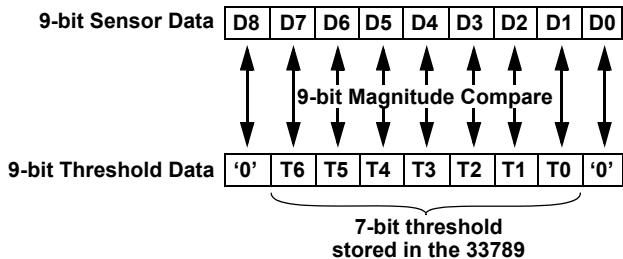 9-bit Sensor Data D8 D7 D6 D5 D4 D3 D2 D1 D0
9-bit Magnitude Compare
9-bit Threshold Data ‘0’ T6 T5 T4 T3 T2 T1 T0 ‘0’
7-bit threshold
stored in the 33789